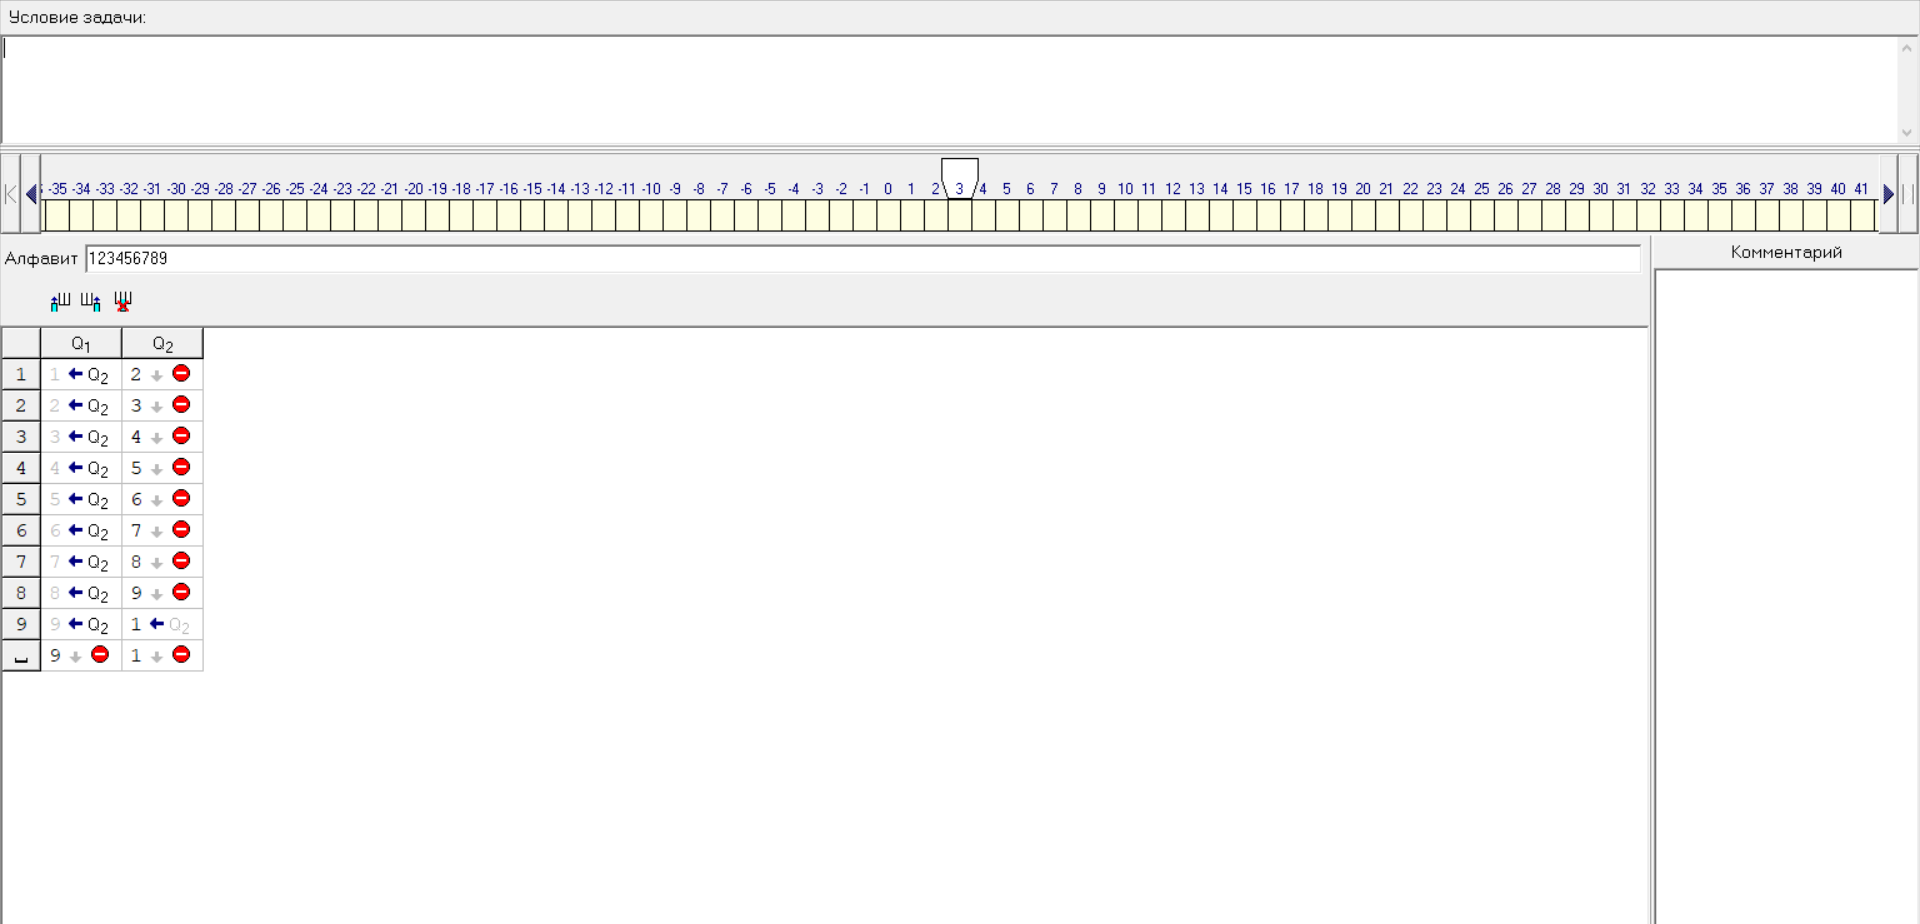 Условие задачи:
-35 -34 -33 -32 -31 -30 -29 -28 -27 -26 -25 -24 -23 -22 -21 -20 -19 -18 -17 -16 -15 -14 -13 -12 -11 -10 -9 -8 -7 -6 -5 -4 -3 -2 -1 0 1 2 3 4 5 6 7 8 9 10 11 12 13 14 15 16 17 18 19 20 21 22 23 24 25 26 27 28 29 30 31 32 33 34 35 36 37 38 39 40 41
Алфавит 123456789
Комментарий
Q1 Q2
1 1 ← Q2 2 ↓
2 2 ← Q2 3 ↓
3 3 ← Q2 4 ↓
4 4 ← Q2 5 ↓
5 5 ← Q2 6 ↓
6 6 ← Q2 7 ↓
7 7 ← Q2 8 ↓
8 8 ← Q2 9 ↓
9 9 ← Q2 1 ← Q2
␣ 9 ↓ 1 ↓